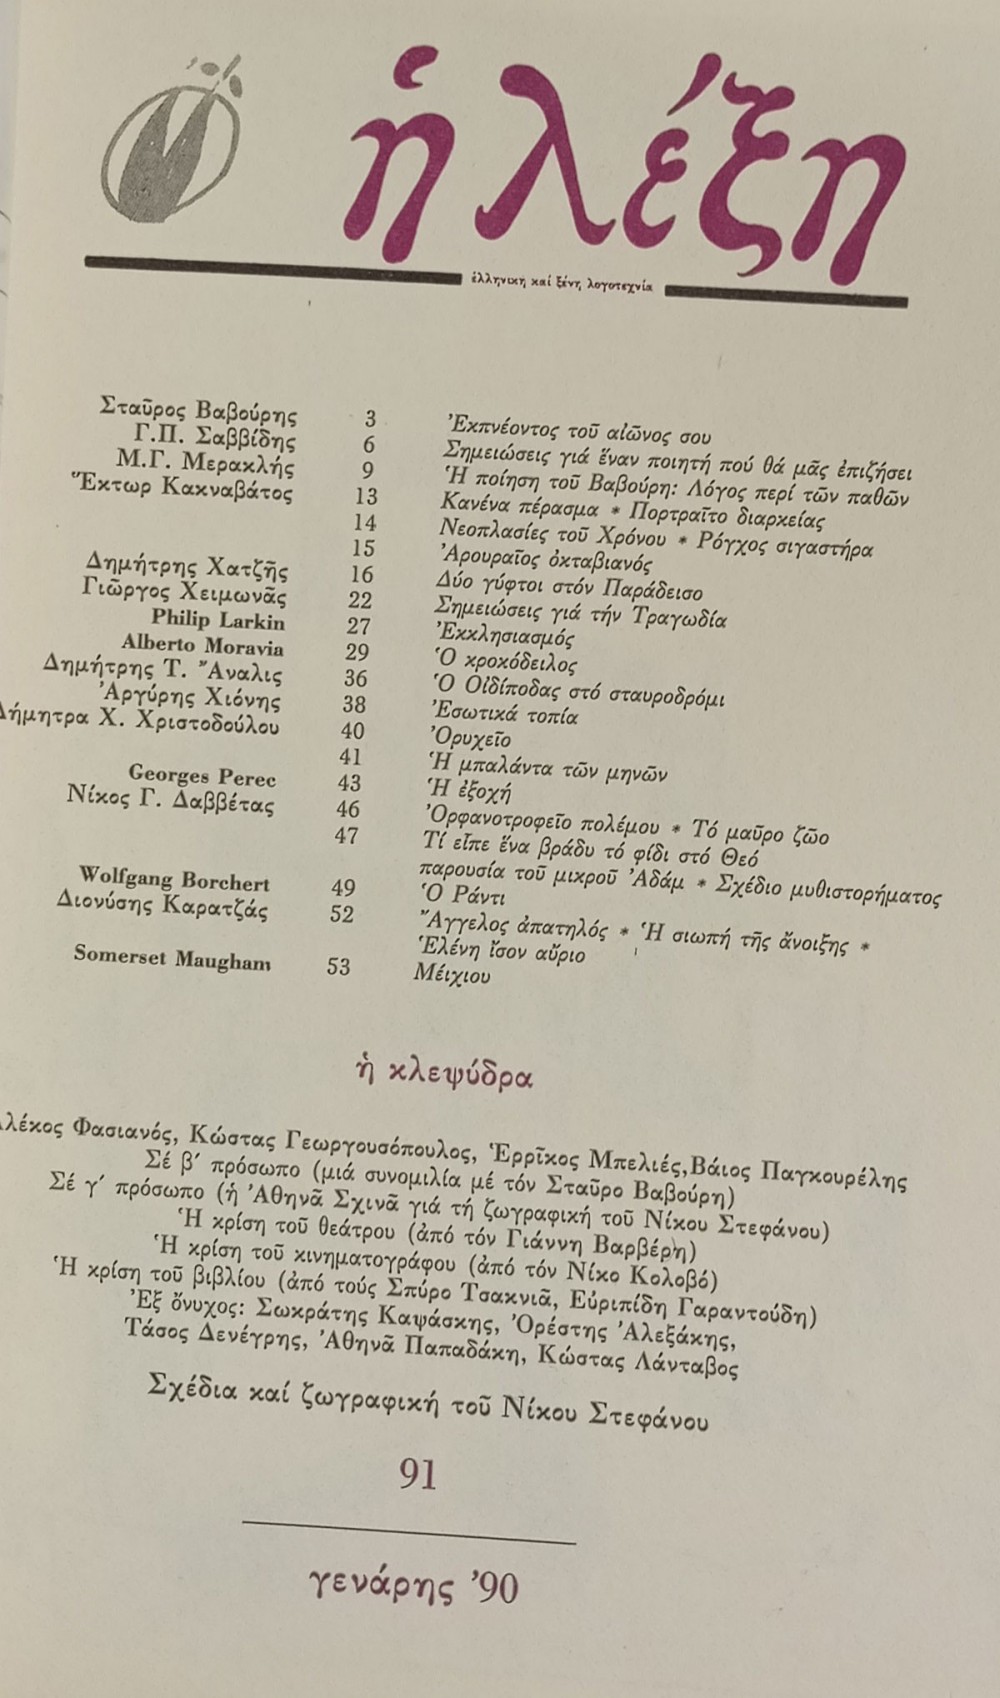 ἡ λέξη
ἑλληνική καί ξένη λογοτεχνία
Σταῦρος Βαβούρης 3 Ἐκπνέοντος τοῦ αἰῶνος σου
Γ.Π. Σαββίδης 6 Σημειώσεις γιά ἕναν ποιητή πού θά μᾶς ἐπιζήσει
Μ.Γ. Μερακλής 9 Ἡ ποίηση τοῦ Βαβούρη: Λόγος περί τῶν παθῶν
Ἕκτωρ Κακναβάτος 13 Κανένα πέρασμα * Πορτραῖτο διαρκείας
14 Νεοπλασίες τοῦ Χρόνου * Ρόγχος σιγαστήρα
15 Ἀρουραῖος ὀκταβιανός
Δημήτρης Χατζῆς 16 Δύο γύφτοι στόν Παράδεισο
Γιῶργος Χειμωνᾶς 22 Σημειώσεις γιά τήν Τραγωδία
Philip Larkin 27 Ἐκκλησιασμός
Alberto Moravia 29 Ὁ κροκόδειλος
Δημήτρης Τ. Ἄναλις 36 Ὁ Οἰδίποδας στό σταυροδρόμι
Ἀργύρης Χιόνης 38 Ἐσωτικά τοπία
Δήμητρα Χ. Χριστοδούλου 40 Ὀρυχεῖο
41 Ἡ μπαλάντα τῶν μηνῶν
Georges Perec 43 Ἡ ἐξοχή
Νίκος Γ. Δαββέτας 46 Ὀρφανοτροφεῖο πολέμου * Τό μαῦρο ζῶο
47 Τί εἶπε ἕνα βράδυ τό φίδι στό Θεό
παρουσία τοῦ μικροῦ Ἀδάμ * Σχέδιο μυθιστορήματος
Wolfgang Borchert 49 Ὁ Ράντι
Διονύσης Καρατζάς 52 Ἄγγελος ἀπατηλός * Ἡ σιωπή τῆς ἄνοιξης *
Ἑλένη ἴσον αὔριο
Somerset Maugham 53 Μέιχιου
ἡ κλεψύδρα
Ἀλέκος Φασιανός, Κώστας Γεωργουσόπουλος, Ἑρρῖκος Μπελιές, Βάιος Παγκουρέλης
Σέ β΄ πρόσωπο (μιά συνομιλία μέ τόν Σταῦρο Βαβούρη)
Σέ γ΄ πρόσωπο (ἡ Ἀθηνᾶ Σχινᾶ γιά τή ζωγραφική τοῦ Νίκου Στεφάνου)
Ἡ κρίση τοῦ θεάτρου (ἀπό τόν Γιάννη Βαρβέρη)
Ἡ κρίση τοῦ κινηματογράφου (ἀπό τόν Νίκο Κολοβό)
Ἡ κρίση τοῦ βιβλίου (ἀπό τούς Σπύρο Τσακνιᾶ, Εὐριπίδη Γαραντούδη)
Ἐξ ὄνυχος: Σωκράτης Καψάσκης, Ὀρέστης Ἀλεξάκης,
Τάσος Δενέγρης, Ἀθηνᾶ Παπαδάκη, Κώστας Λάνταβος
Σχέδια καί ζωγραφική τοῦ Νίκου Στεφάνου
91
γενάρης '90